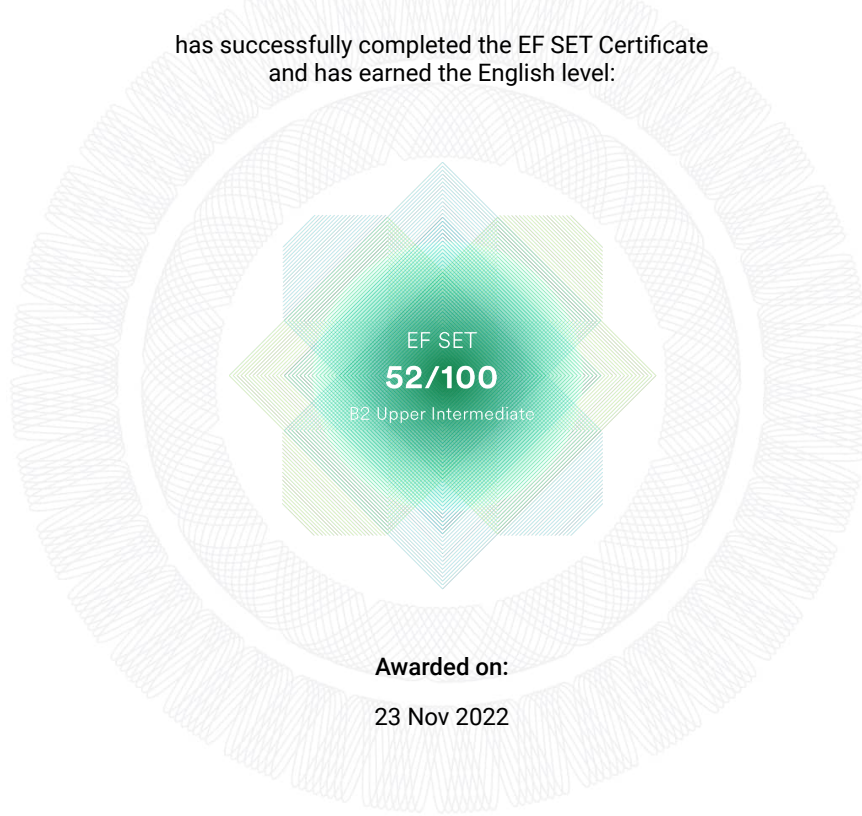 has successfully completed the EF SET Certificate
and has earned the English level:
EF SET
52/100
B2 Upper Intermediate
Awarded on:
23 Nov 2022